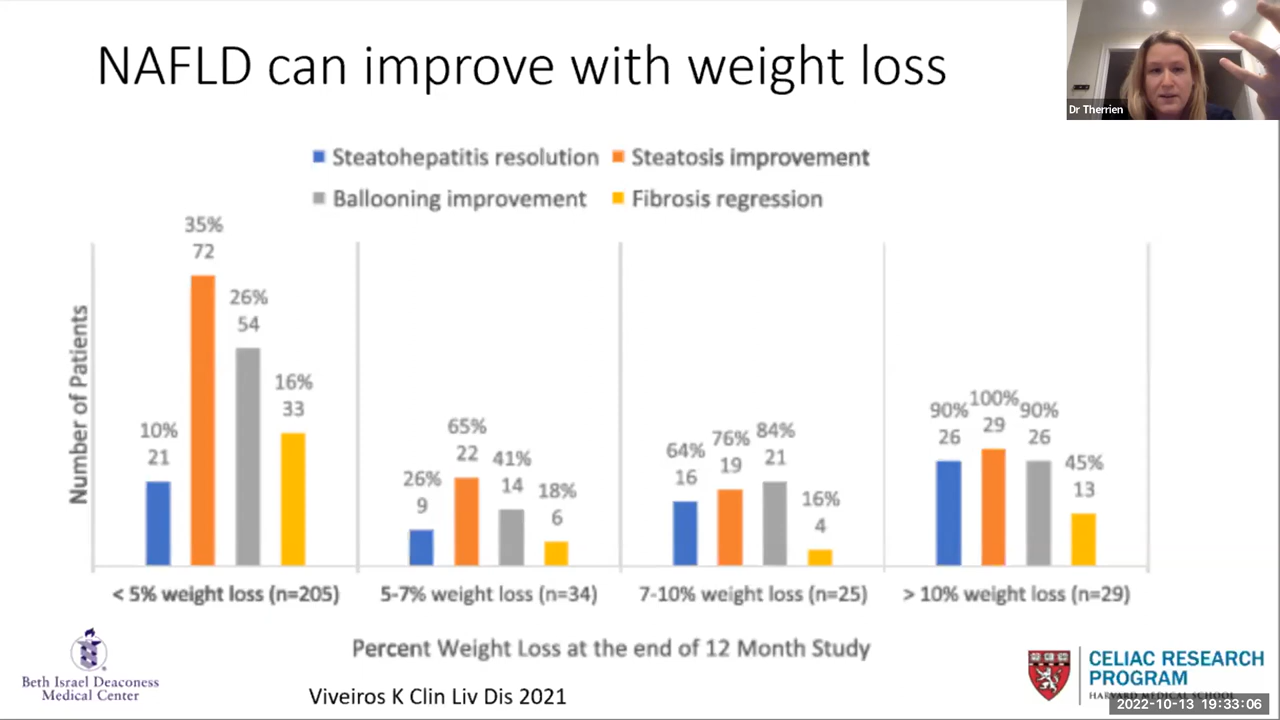 NAFLD can improve with weight loss
Dr Therrien
Steatohepatitis resolution Steatosis improvement
Ballooning improvement Fibrosis regression
Number of Patients
10%
21
35%
72
26%
54
16%
33
26%
9
65%
22
41%
14
18%
6
64%
16
76%
19
84%
21
16%
4
90%
26
100%
29
90%
26
45%
13
< 5% weight loss (n=205) 5-7% weight loss (n=34) 7-10% weight loss (n=25) > 10% weight loss (n=29)
Percent Weight Loss at the end of 12 Month Study
Beth Israel Deaconess
Medical Center
Viveiros K Clin Liv Dis 2021
CELIAC RESEARCH
PROGRAM
HARVARD MEDICAL SCHOOL
2022-10-13 19:33:06